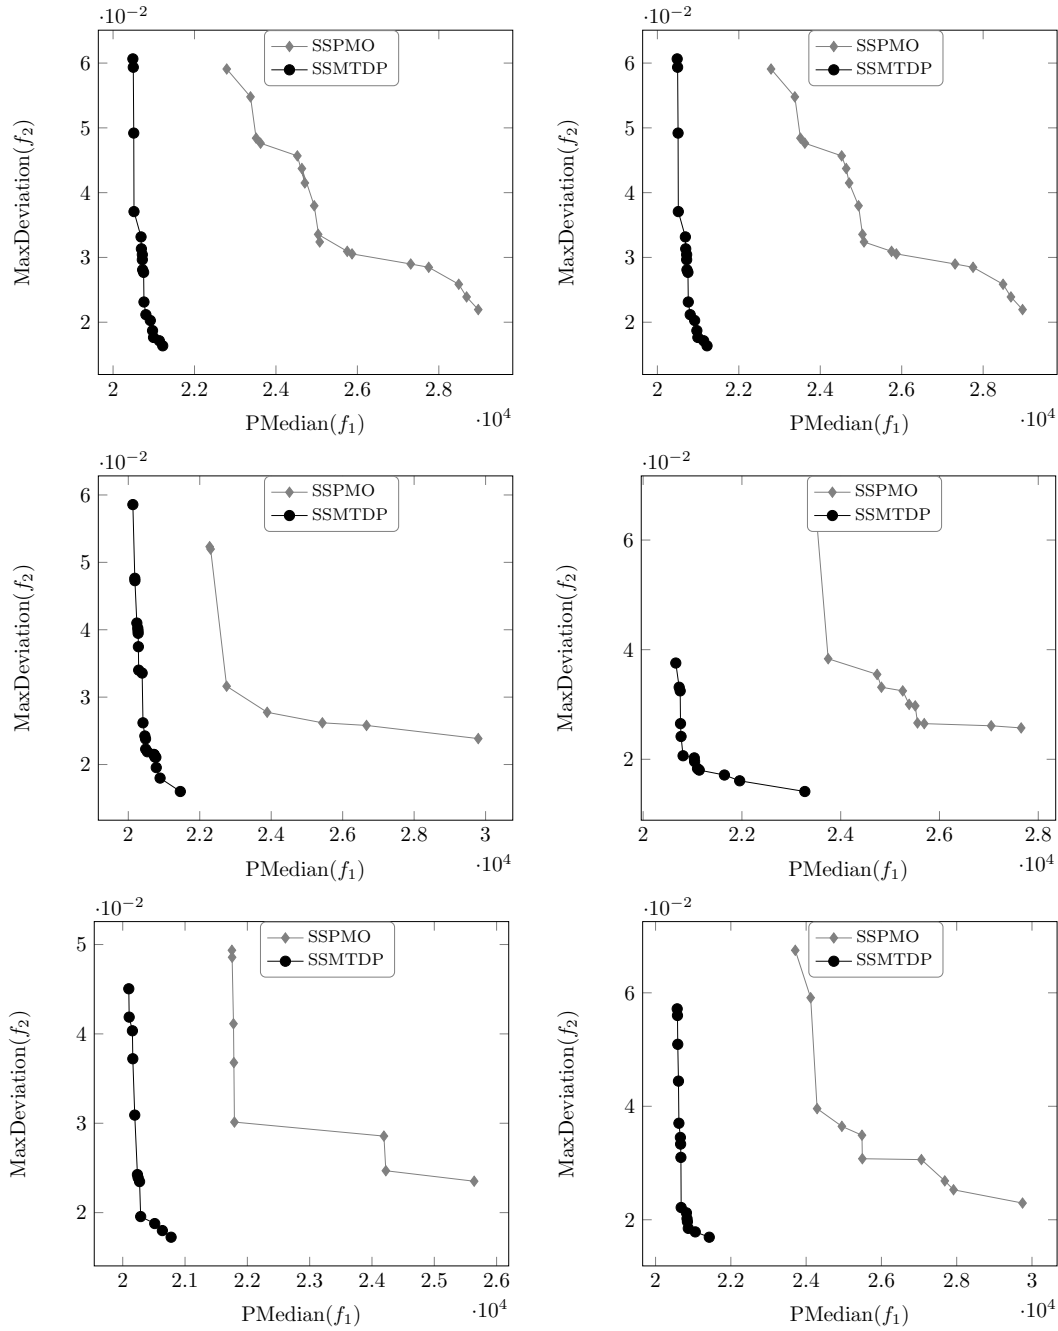 ·10−2
·10−2
6
5
4
3
2
MaxDeviation(f2)
SSPMO
SSMTDP
2 2.2 2.4 2.6 2.8
·104
PMedian(f1)
6
5
4
3
2
MaxDeviation(f2)
SSPMO
SSMTDP
2 2.2 2.4 2.6 2.8
·104
PMedian(f1)
·10−2
·10−2
6
5
4
3
2
MaxDeviation(f2)
SSPMO
SSMTDP
2 2.2 2.4 2.6 2.8 3
·104
PMedian(f1)
6
4
2
MaxDeviation(f2)
SSPMO
SSMTDP
2 2.2 2.4 2.6 2.8
·104
PMedian(f1)
·10−2
·10−2
5
4
3
2
MaxDeviation(f2)
SSPMO
SSMTDP
2 2.1 2.2 2.3 2.4 2.5 2.6
·104
PMedian(f1)
6
4
2
MaxDeviation(f2)
SSPMO
SSMTDP
2 2.2 2.4 2.6 2.8 3
·104
PMedian(f1)